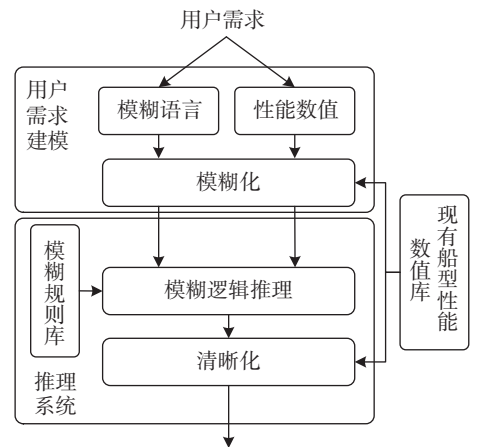 用户需求
用户
需求
建模
模糊语言
性能数值
模糊化
现有船型性能
数值库
模糊规则库
模糊逻辑推理
清晰化
推理
系统